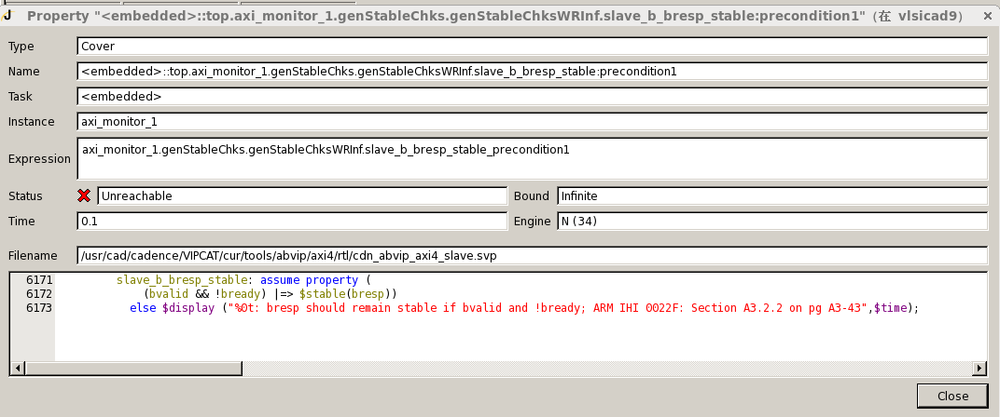 Property "<embedded>::top.axi_monitor_1.genStableChks.genStableChksWRInf.slave_b_bresp_stable:precondition1" (在 vlsicad9)
Type Cover
Name <embedded>::top.axi_monitor_1.genStableChks.genStableChksWRInf.slave_b_bresp_stable:precondition1
Task <embedded>
Instance axi_monitor_1
Expression axi_monitor_1.genStableChks.genStableChksWRInf.slave_b_bresp_stable_precondition1
Status Unreachable Bound Infinite
Time 0.1 Engine N (34)
Filename /usr/cad/cadence/VIPCAT/cur/tools/abvip/axi4/rtl/cdn_abvip_axi4_slave.svp
6171 slave_b_bresp_stable: assume property (
6172 (bvalid && !bready) |=> $stable(bresp))
6173 else $display ("%0t: bresp should remain stable if bvalid and !bready; ARM IHI 0022F: Section A3.2.2 on pg A3-43",$time);
Close